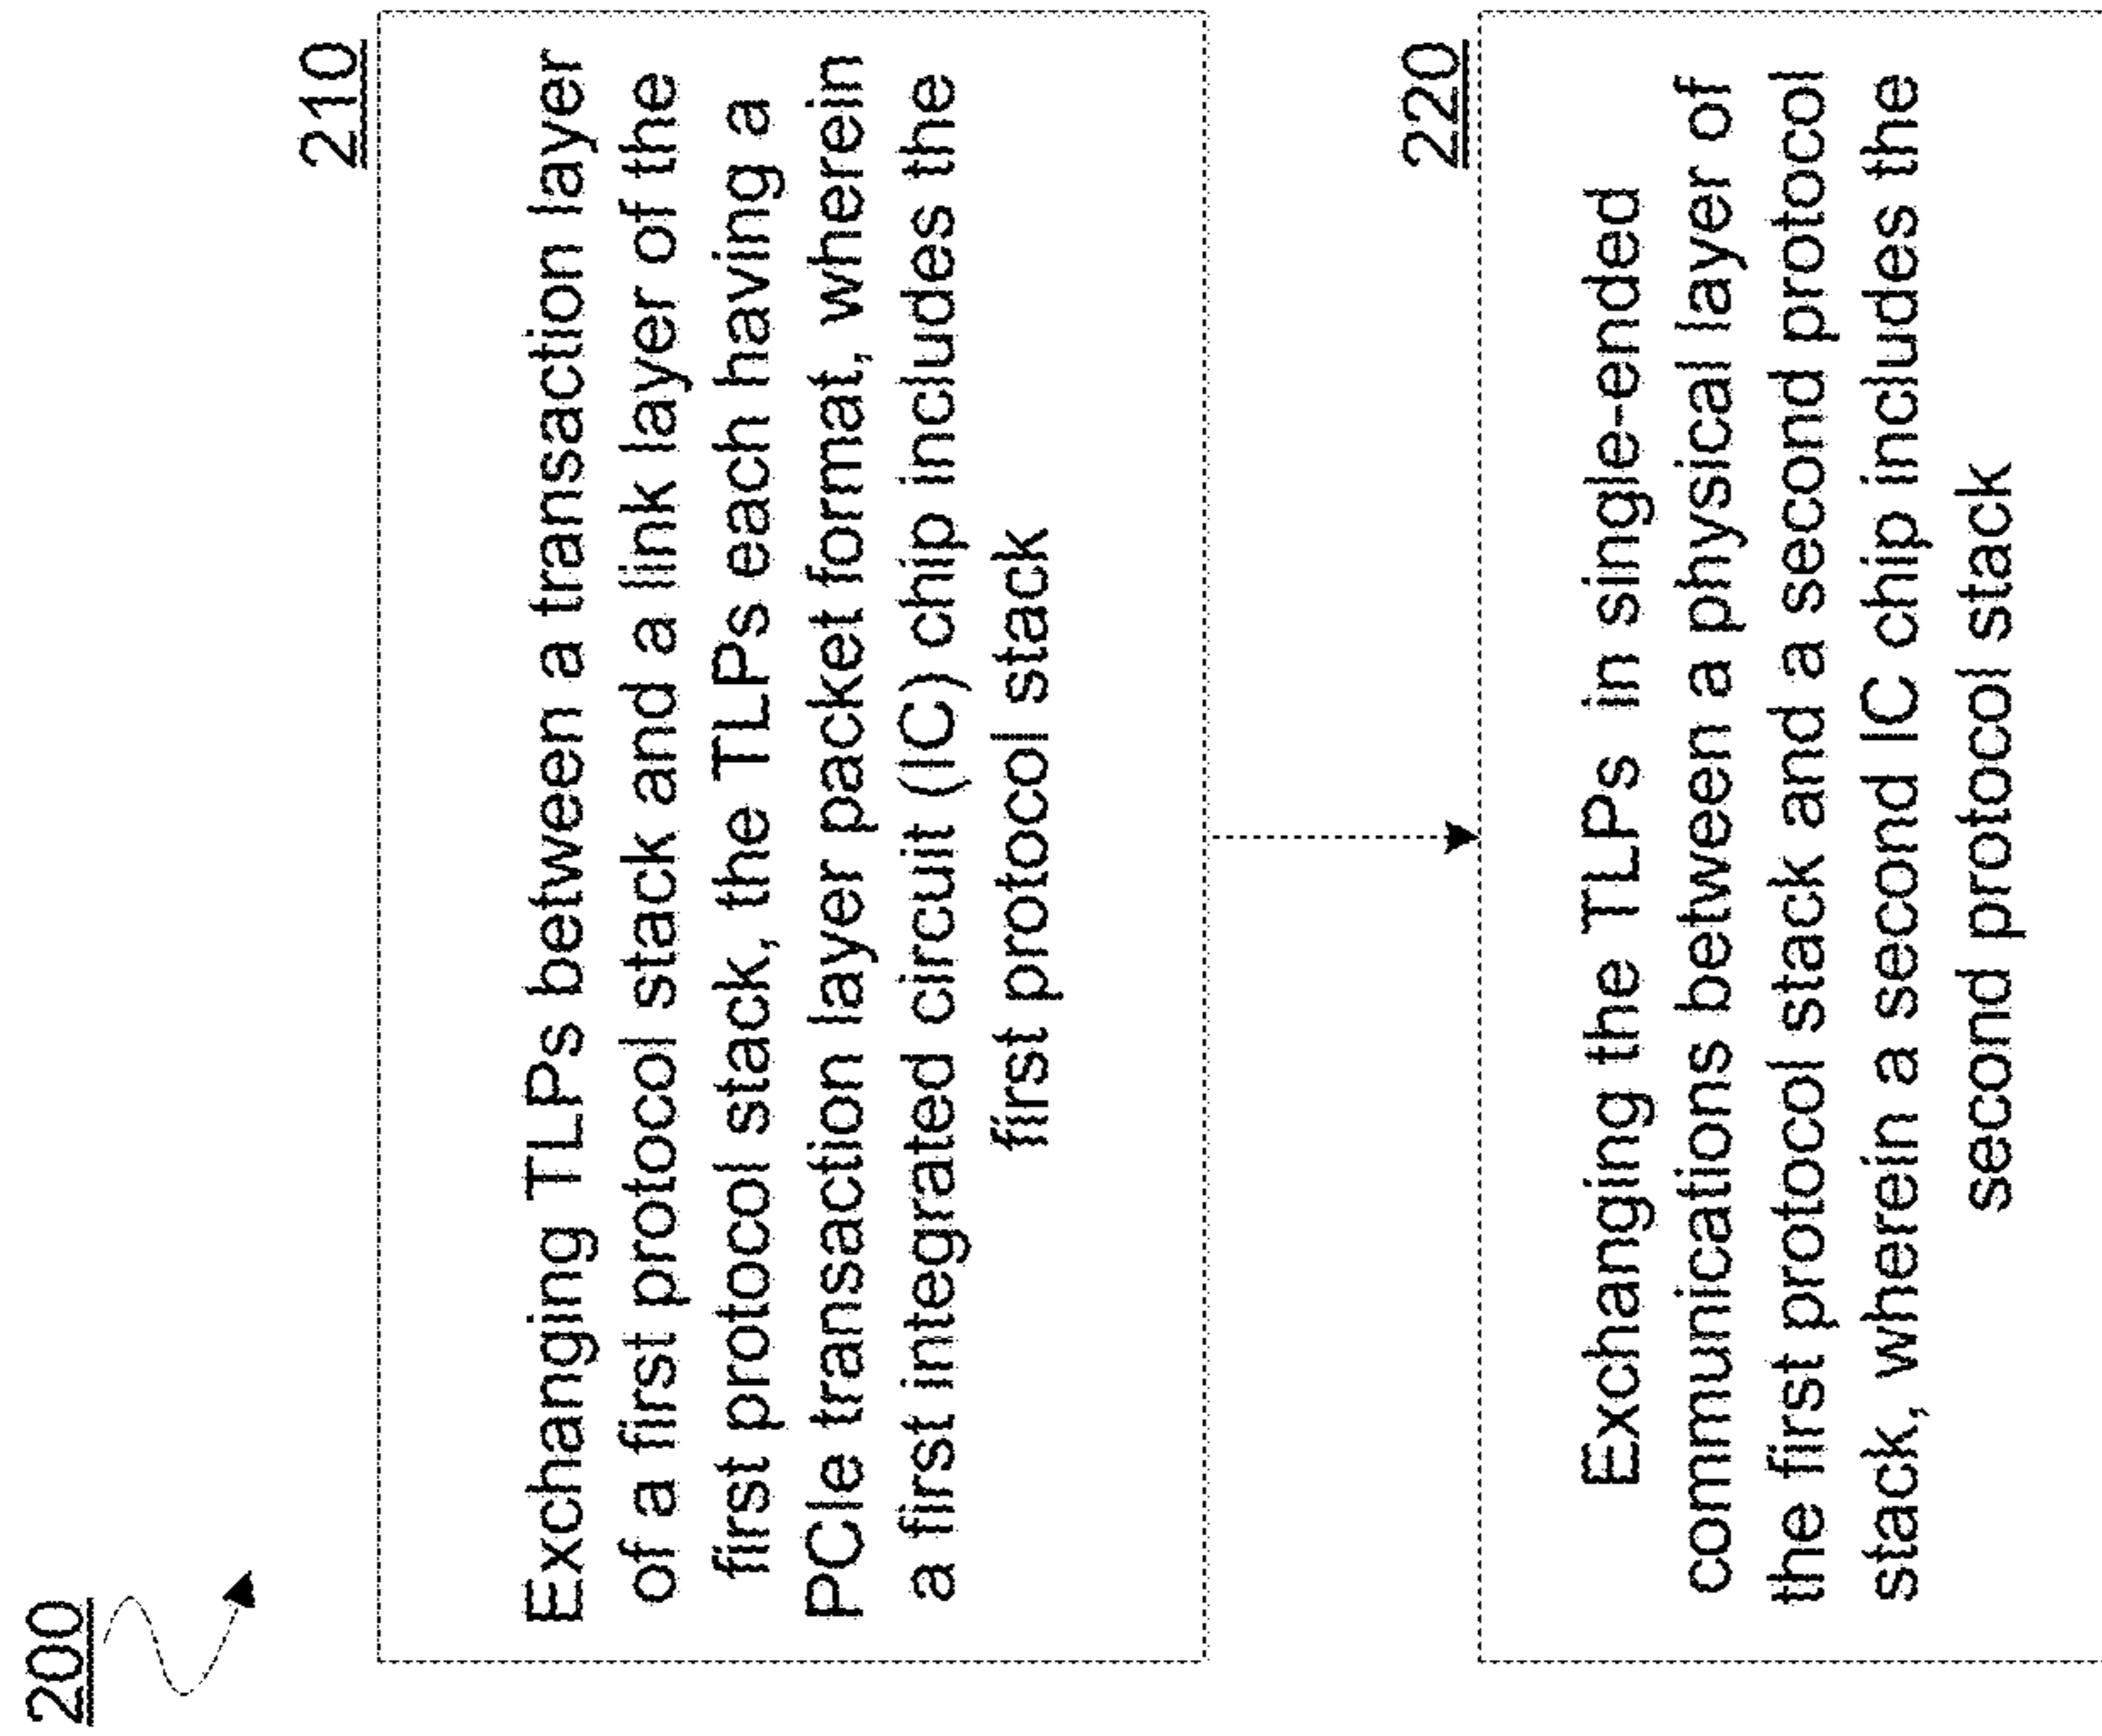 200
210
Exchanging TLPs between a transaction layer
of a first protocol stack and a link layer of the
first protocol stack, the TLPs each having a
PCIe transaction layer packet format, wherein
a first integrated circuit (IC) chip includes the
first protocol stack
220
Exchanging the TLPs in single-ended
communications between a physical layer of
the first protocol stack and a second protocol
stack, wherein a second IC chip includes the
second protocol stack